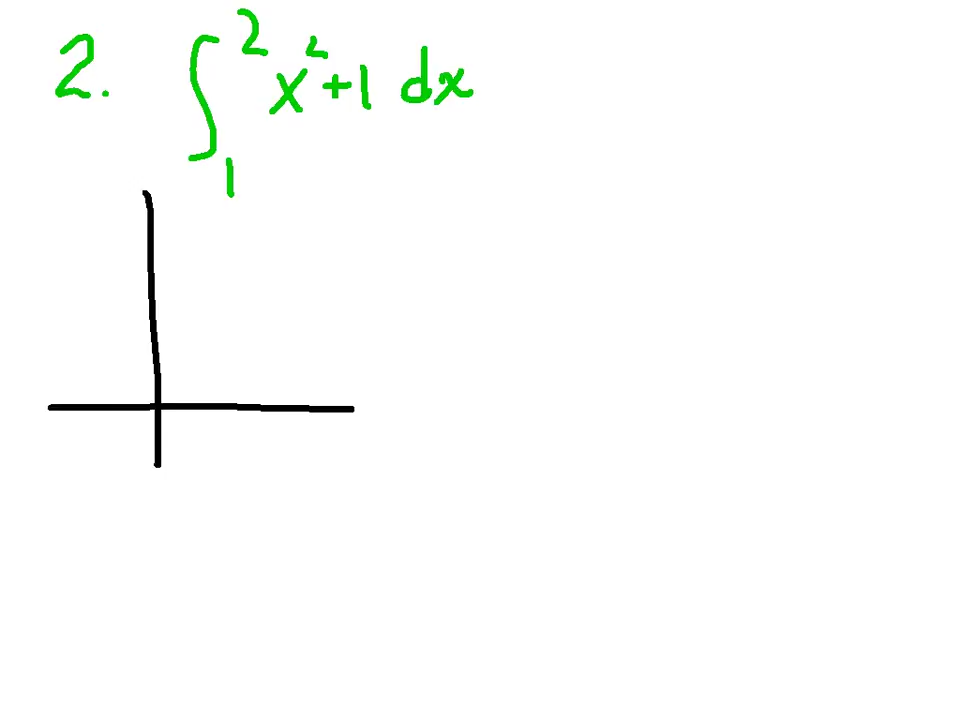 2. ∫₁² x²+1 dx